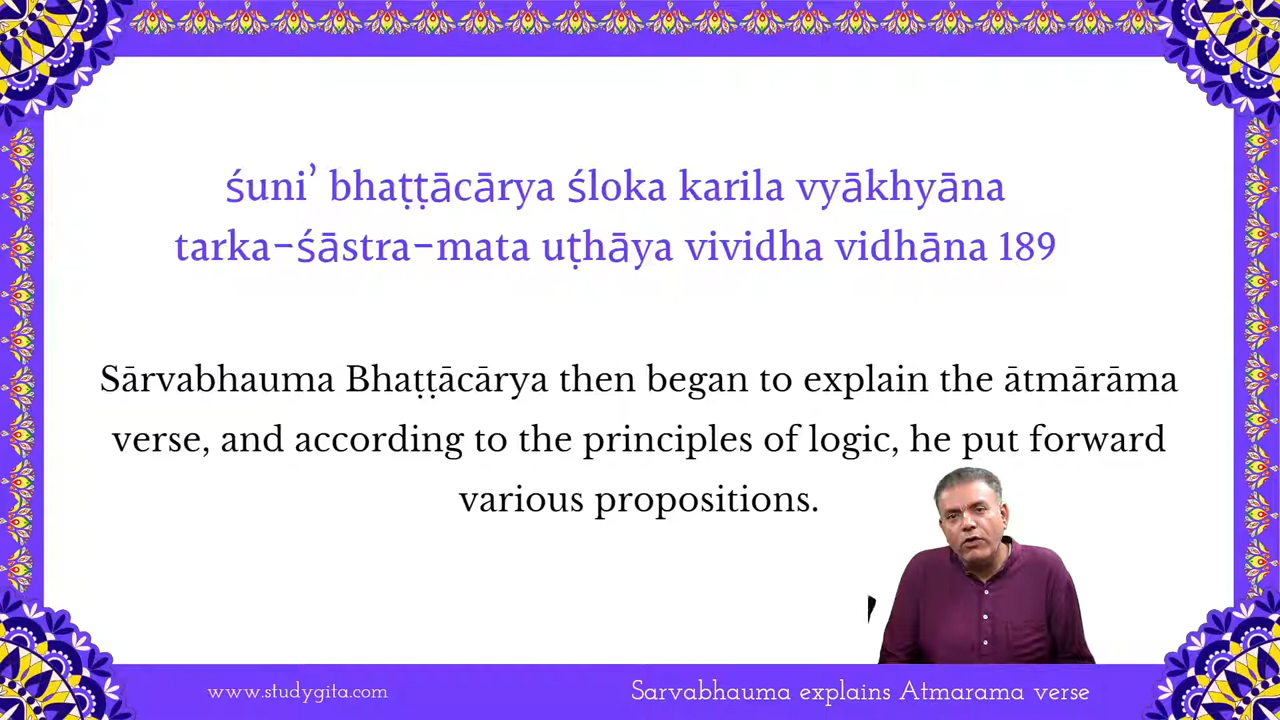 śuni’ bhaṭṭācārya śloka karila vyākhyāna
tarka-śāstra-mata uṭhāya vividha vidhāna 189
Sārvabhauma Bhaṭṭācārya then began to explain the ātmārāma
verse, and according to the principles of logic, he put forward
various propositions.
www.studygita.com
Sarvabhauma explains Atmarama verse